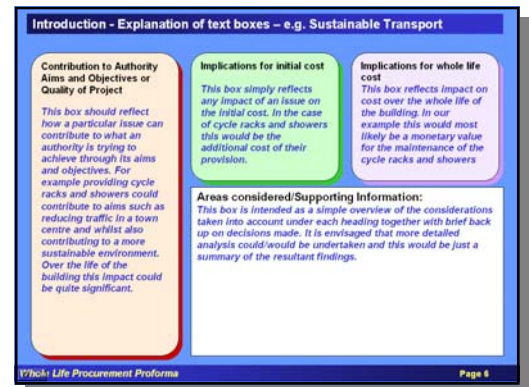 Introduction - Explanation of text boxes – e.g. Sustainable Transport
Contribution to Authority
Aims and Objectives or
Quality of Project
This box should reflect
how a particular issue can
contribute to what an
authority is trying to
achieve through its aims
and objectives. For
example providing cycle
racks and showers could
contribute to aims such as
reducing traffic in a town
centre and whilst also
contributing to a more
sustainable environment.
Over the life of the
building this impact could
be quite significant.
Implications for initial cost
This box simply reflects
any impact of an issue on
the initial cost. In the case
of cycle racks and showers
this would be the
additional cost of their
provision.
Implications for whole life
cost
This box reflects impact on
cost over the whole life of
the building. In our
example this would most
likely be a monetary value
for the maintenance of the
cycle racks and showers
Areas considered/Supporting Information:
This box is intended as a simple overview of the considerations
taken into account under each heading together with brief back
up on decisions made. It is envisaged that more detailed
analysis could/would be undertaken and this would be just a
summary of the resultant findings.
Whole Life Procurement Proforma
Page 6